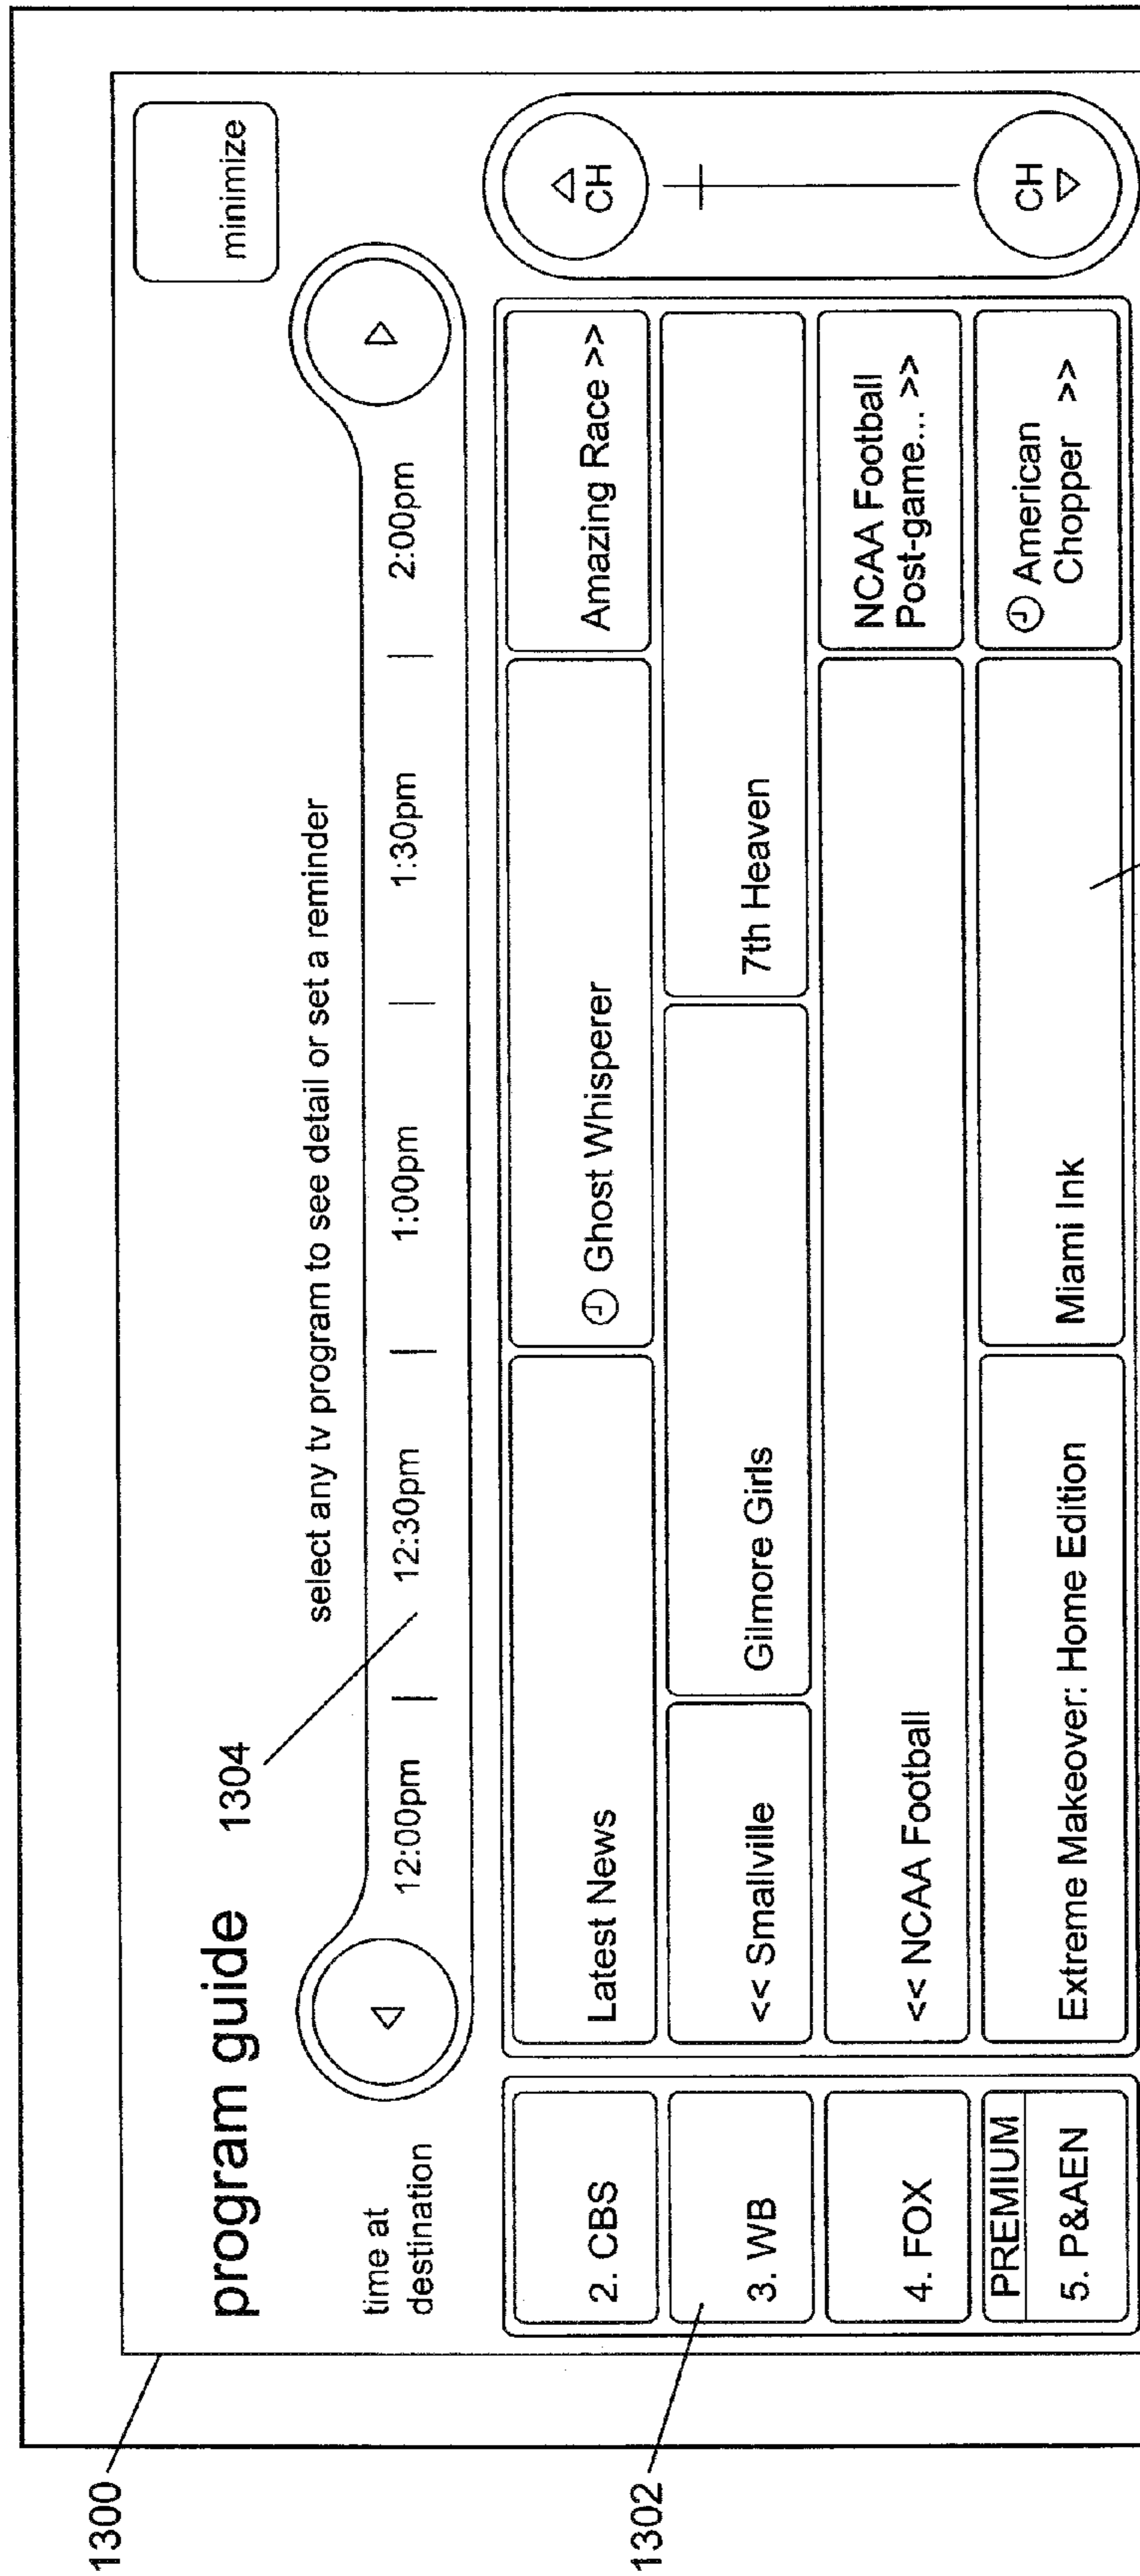 1300
program guide
1304
minimize
select any tv program to see detail or set a reminder
time at
destination
12:00pm | 12:30pm | 1:00pm | 1:30pm | 2:00pm
2. CBS
Latest News
Ghost Whisperer
Amazing Race >>
CH
1302
3. WB
<< Smallville
Gilmore Girls
7th Heaven
4. FOX
<< NCAA Football
NCAA Football
Post-game... >>
PREMIUM
5. P&AEN
Extreme Makeover: Home Edition
Miami Ink
American
Chopper >>
CH